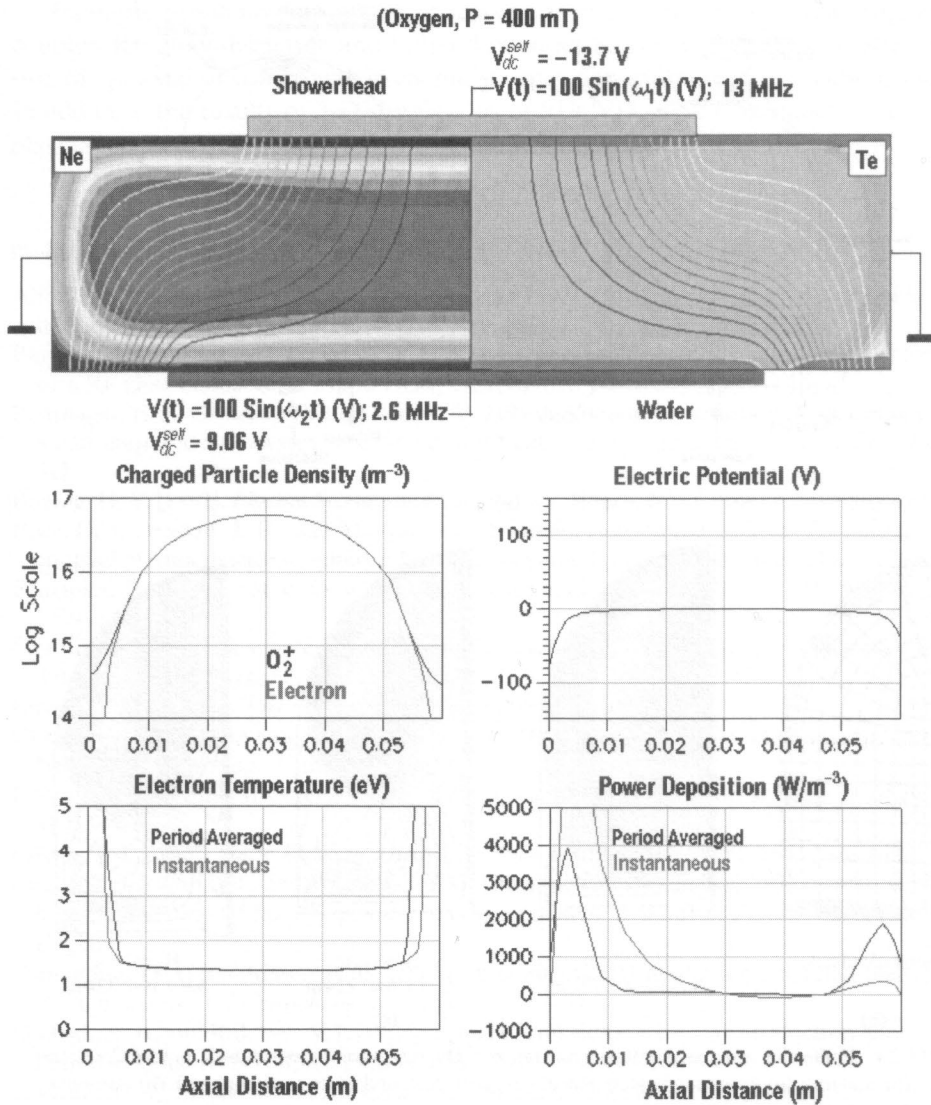 (Oxygen, P = 400 mT)
V_dc^self = −13.7 V
Showerhead
V(t) =100 Sin(ω₁t) (V); 13 MHz
Ne
Te
V(t) =100 Sin(ω₂t) (V); 2.6 MHz
Wafer
V_dc^self = 9.06 V
Charged Particle Density (m⁻³)
17
16
15
14
Log Scale
O₂⁺
Electron
0 0.01 0.02 0.03 0.04 0.05
Electric Potential (V)
100
0
−100
0 0.01 0.02 0.03 0.04 0.05
Electron Temperature (eV)
5
4
3
2
1
0
Period Averaged
Instantaneous
0 0.01 0.02 0.03 0.04 0.05
Axial Distance (m)
Power Deposition (W/m⁻³)
5000
4000
3000
2000
1000
0
−1000
Period Averaged
Instantaneous
0 0.01 0.02 0.03 0.04 0.05
Axial Distance (m)